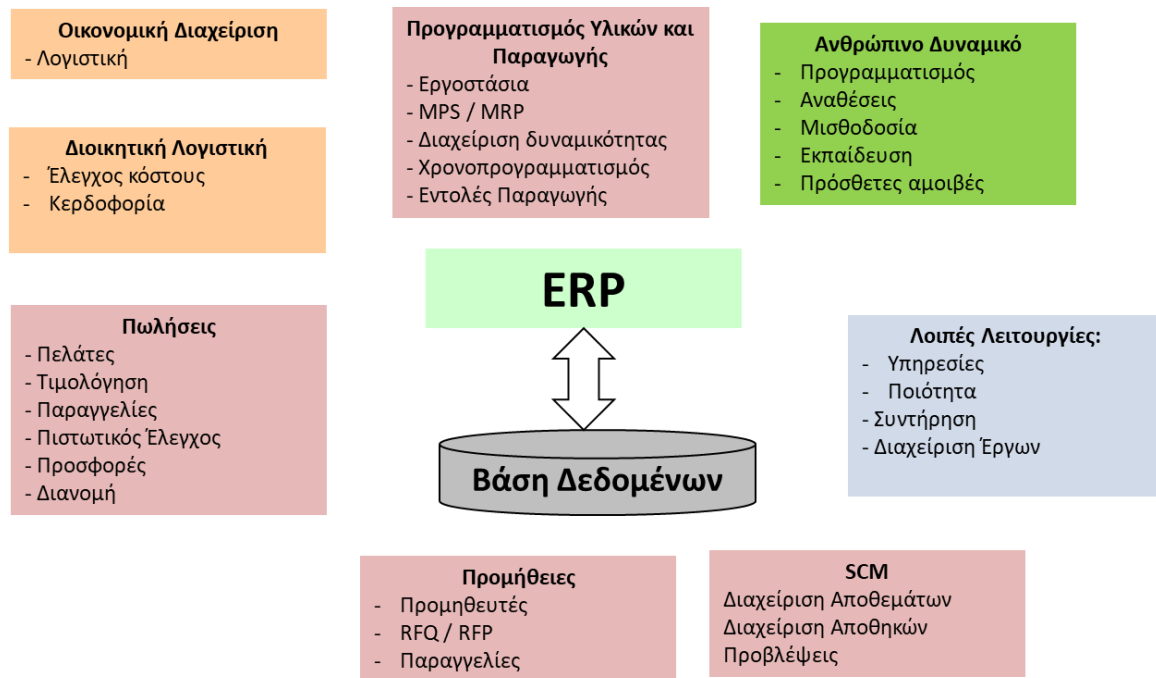 Οικονομική Διαχείριση
- Λογιστική
Προγραμματισμός Υλικών και
Παραγωγής
- Εργοστάσια
- MPS / MRP
- Διαχείριση δυναμικότητας
- Χρονοπρογραμματισμός
- Εντολές Παραγωγής
Ανθρώπινο Δυναμικό
- Προγραμματισμός
- Αναθέσεις
- Μισθοδοσία
- Εκπαίδευση
- Πρόσθετες αμοιβές
Διοικητική Λογιστική
- Έλεγχος κόστους
- Κερδοφορία
ERP
Πωλήσεις
- Πελάτες
- Τιμολόγηση
- Παραγγελίες
- Πιστωτικός Έλεγχος
- Προσφορές
- Διανομή
Λοιπές Λειτουργίες:
- Υπηρεσίες
- Ποιότητα
- Συντήρηση
- Διαχείριση Έργων
Βάση Δεδομένων
Προμήθειες
- Προμηθευτές
- RFQ / RFP
- Παραγγελίες
SCM
Διαχείριση Αποθεμάτων
Διαχείριση Αποθηκών
Προβλέψεις